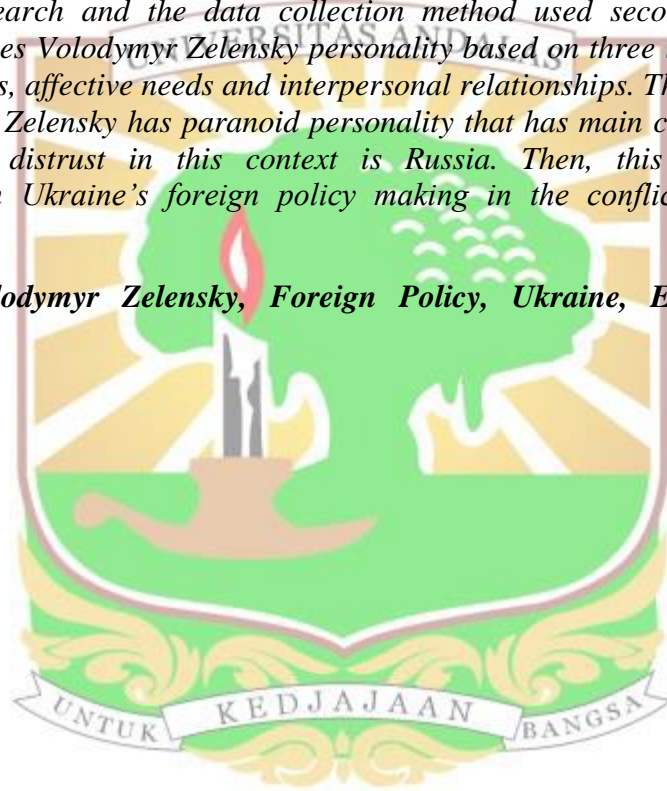 earch and the data collection method used seco
UNIVERSITAS ANDALAS
es Volodymyr Zelensky personality based on three
s, affective needs and interpersonal relationships. Th
Zelensky has paranoid personality that has main c
distrust in this context is Russia. Then, this
Ukraine's foreign policy making in the conflic
lodymyr Zelensky, Foreign Policy, Ukraine, E
UNTUK KEDJAJAAN BANGSA